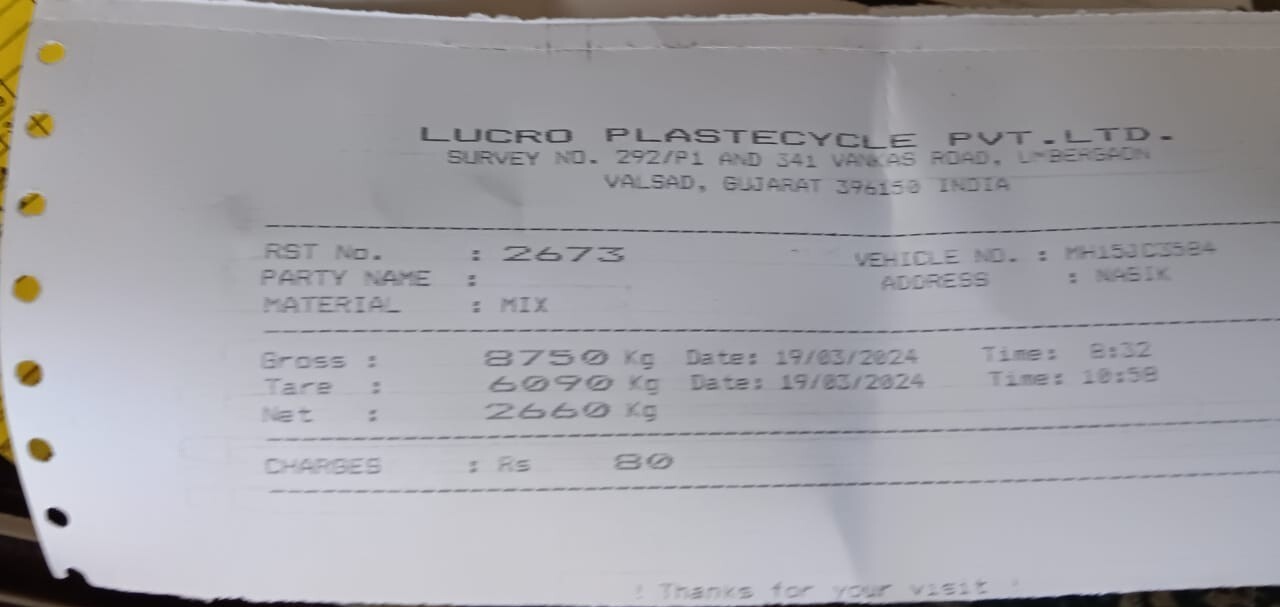 LUCRO PLASTECYCLE PVT.LTD.
SURVEY NO. 292/P1 AND 341 VANKAS ROAD, UMBERGAON
VALSAD, GUJARAT 396150 INDIA
RST No. : 2673 VEHICLE NO. : MH15JC3584
PARTY NAME : ADDRESS : NASIK
MATERIAL : MIX
Gross : 8750 Kg Date: 19/03/2024 Time: 8:32
Tare : 6090 Kg Date: 19/03/2024 Time: 10:58
Net : 2660 Kg
CHARGES : Rs 80
! Thanks for your visit !